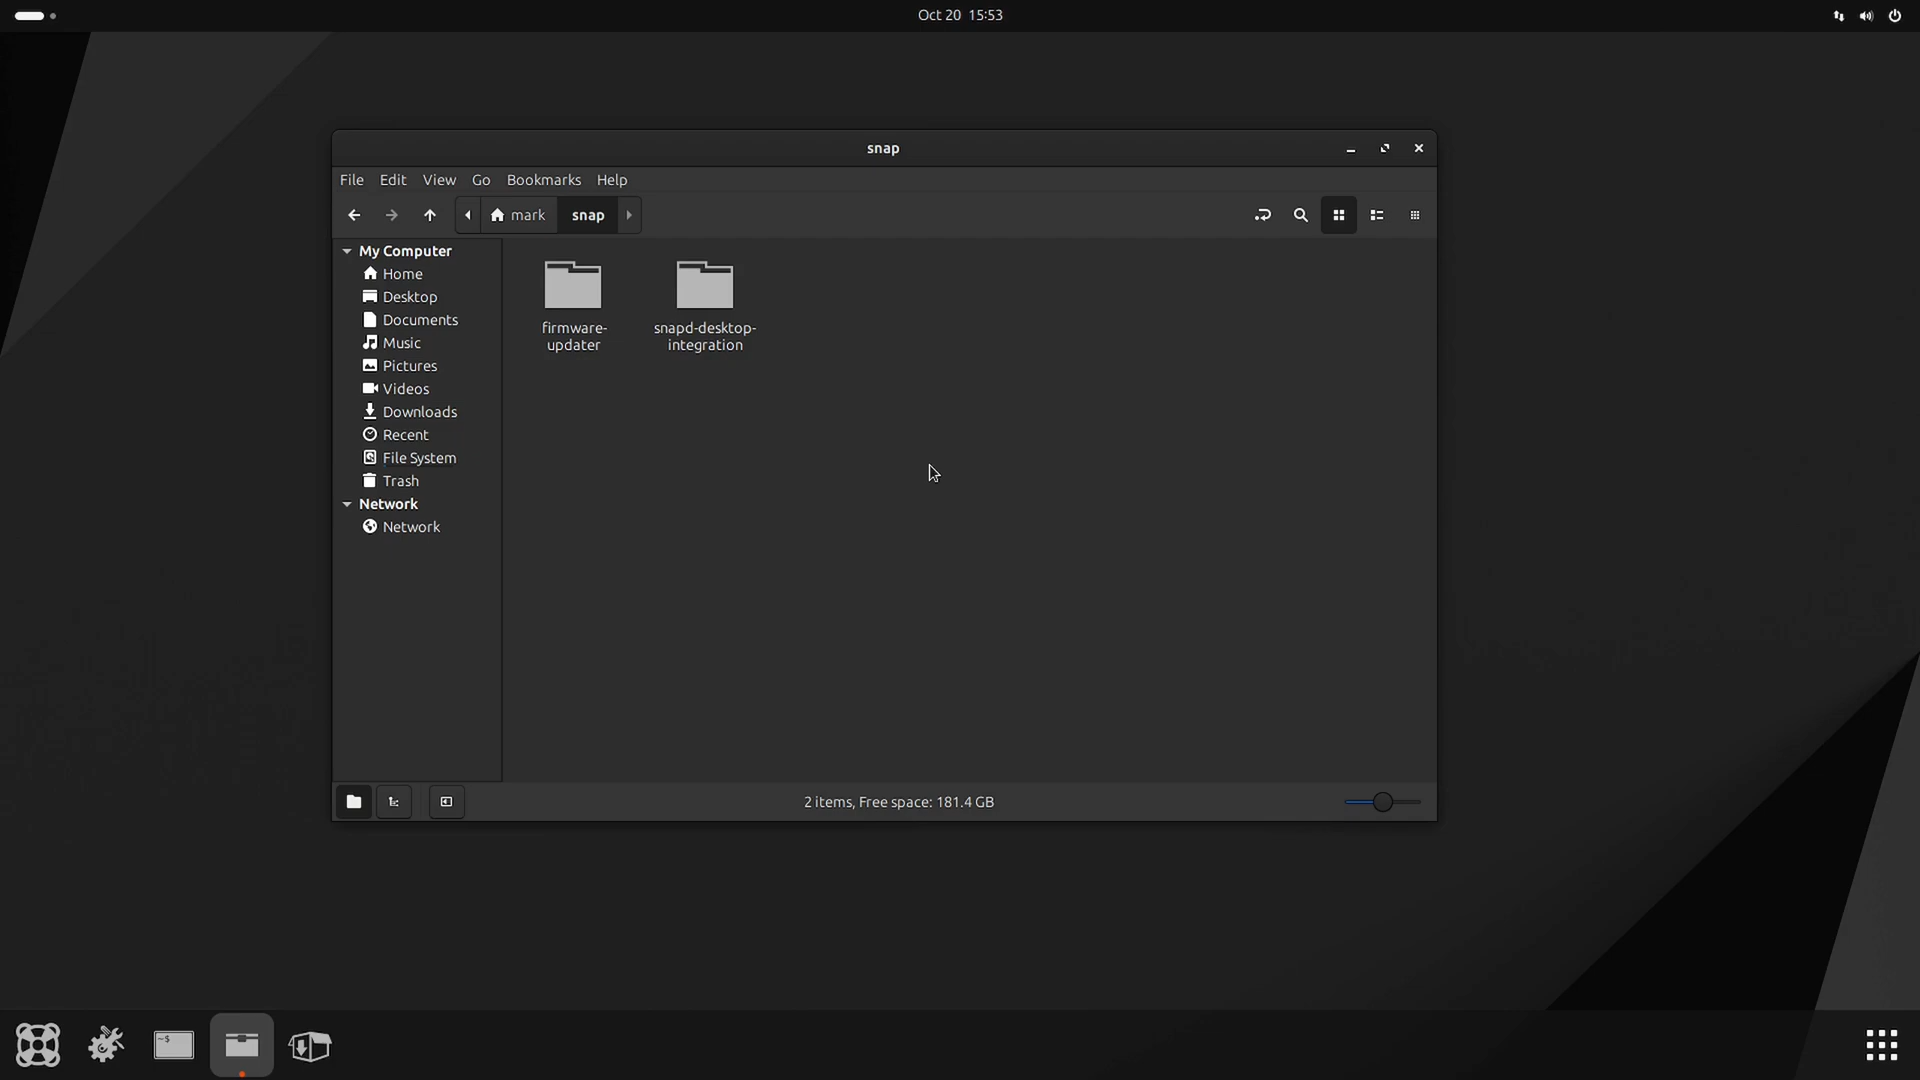 Oct 20 15:53
snap
File Edit View Go Bookmarks Help
mark snap
My Computer
Home
Desktop
Documents
Music
Pictures
Videos
Downloads
Recent
File System
Trash
Network
Network
firmware-
updater
snapd-desktop-
integration
2 items, Free space: 181.4 GB
~$